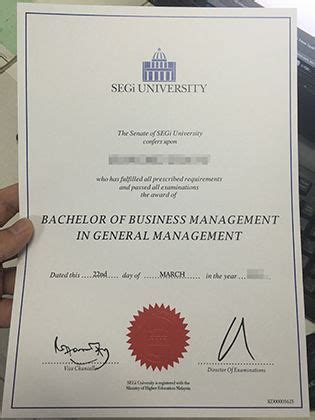 SEGi UNIVERSITY
The Senate of SEGi University
confers upon
who has fulfilled all prescribed requirements
and passed all examinations
the award of
BACHELOR OF BUSINESS MANAGEMENT
IN GENERAL MANAGEMENT
Dated this 22nd day of MARCH in the year
Vice Chancellor
Director Of Examinations
SEGi University is registered with the
Ministry of Higher Education Malaysia